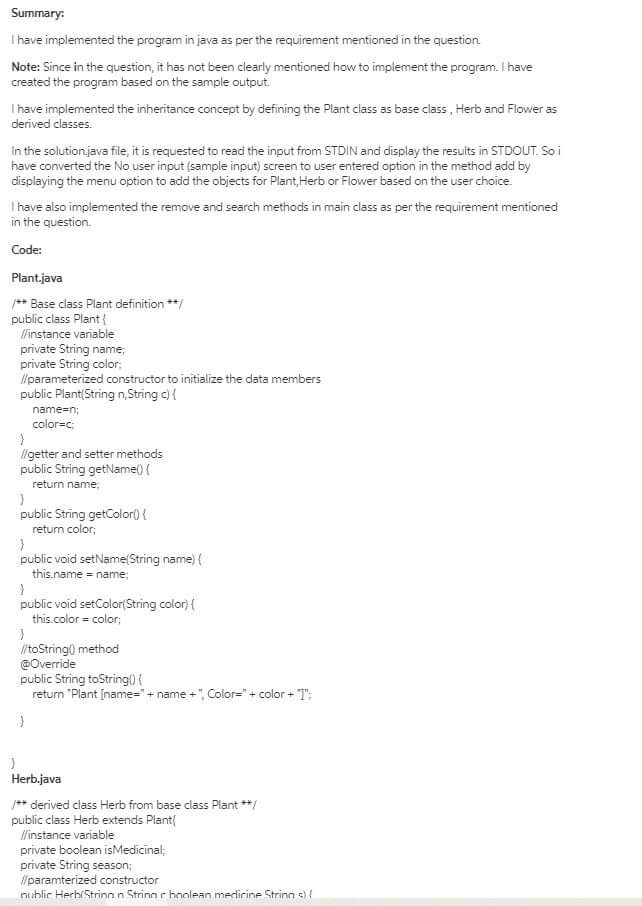 Summary:
I have implemented the program in java as per the requirement mentioned in the question.
Note: Since in the question, it has not been clearly mentioned how to implement the program. I have
created the program based on the sample output.
I have implemented the inheritance concept by defining the Plant class as base class , Herb and Flower as
derived classes.
In the solution.java file, it is requested to read the input from STDIN and display the results in STDOUT. So i
have converted the No user input (sample input) screen to user entered option in the method add by
displaying the menu option to add the objects for Plant,Herb or Flower based on the user choice.
I have also implemented the remove and search methods in main class as per the requirement mentioned
in the question.
Code:
Plant.java
/** Base class Plant definition **/
public class Plant {
//instance variable
private String name;
private String color;
//parameterized constructor to initialize the data members
public Plant(String n,String c) {
name=n;
color=c;
}
//getter and setter methods
public String getName() {
return name;
}
public String getColor() {
return color;
}
public void setName(String name) {
this.name = name;
}
public void setColor(String color) {
this.color = color;
}
//toString() method
@Override
public String toString() {
return "Plant [name=" + name + ", Color=" + color + "]";
}
}
Herb.java
/** derived class Herb from base class Plant **/
public class Herb extends Plant{
//instance variable
private boolean isMedicinal;
private String season;
//paramterized constructor
public Herb(String n,String c,boolean medicine,String s) {